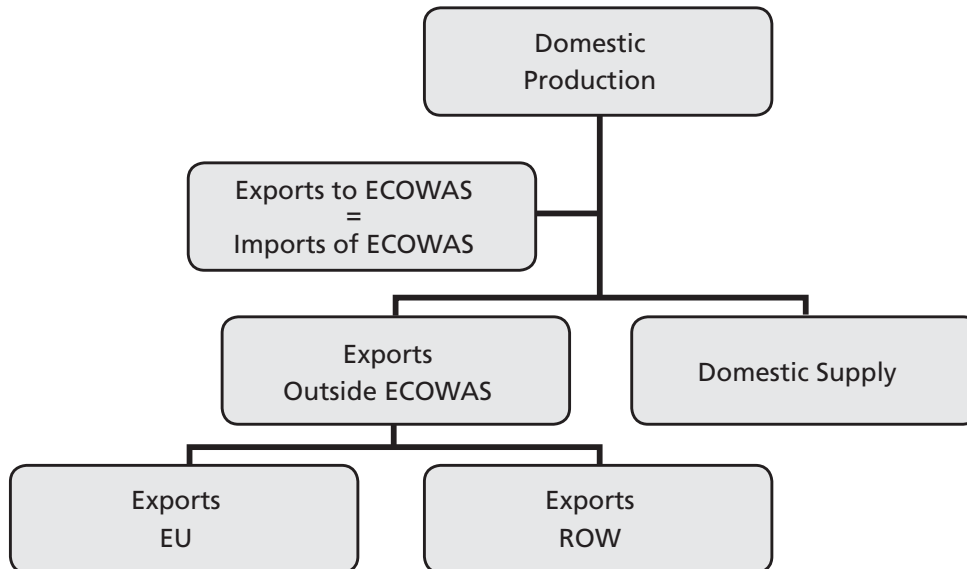 Domestic
Production
Exports to ECOWAS
=
Imports of ECOWAS
Exports
Outside ECOWAS
Domestic Supply
Exports
EU
Exports
ROW